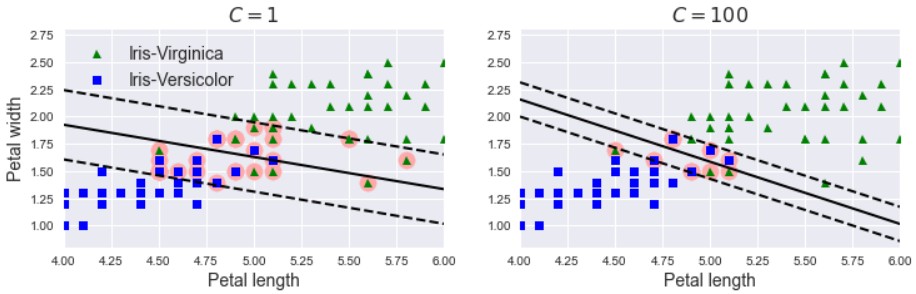 C = 1
2.75
2.50
2.25
2.00
1.75
1.50
1.25
1.00
Petal width
Iris-Virginica
Iris-Versicolor
4.00 4.25 4.50 4.75 5.00 5.25 5.50 5.75 6.00
Petal length
C = 100
2.75
2.50
2.25
2.00
1.75
1.50
1.25
1.00
4.00 4.25 4.50 4.75 5.00 5.25 5.50 5.75 6.00
Petal length